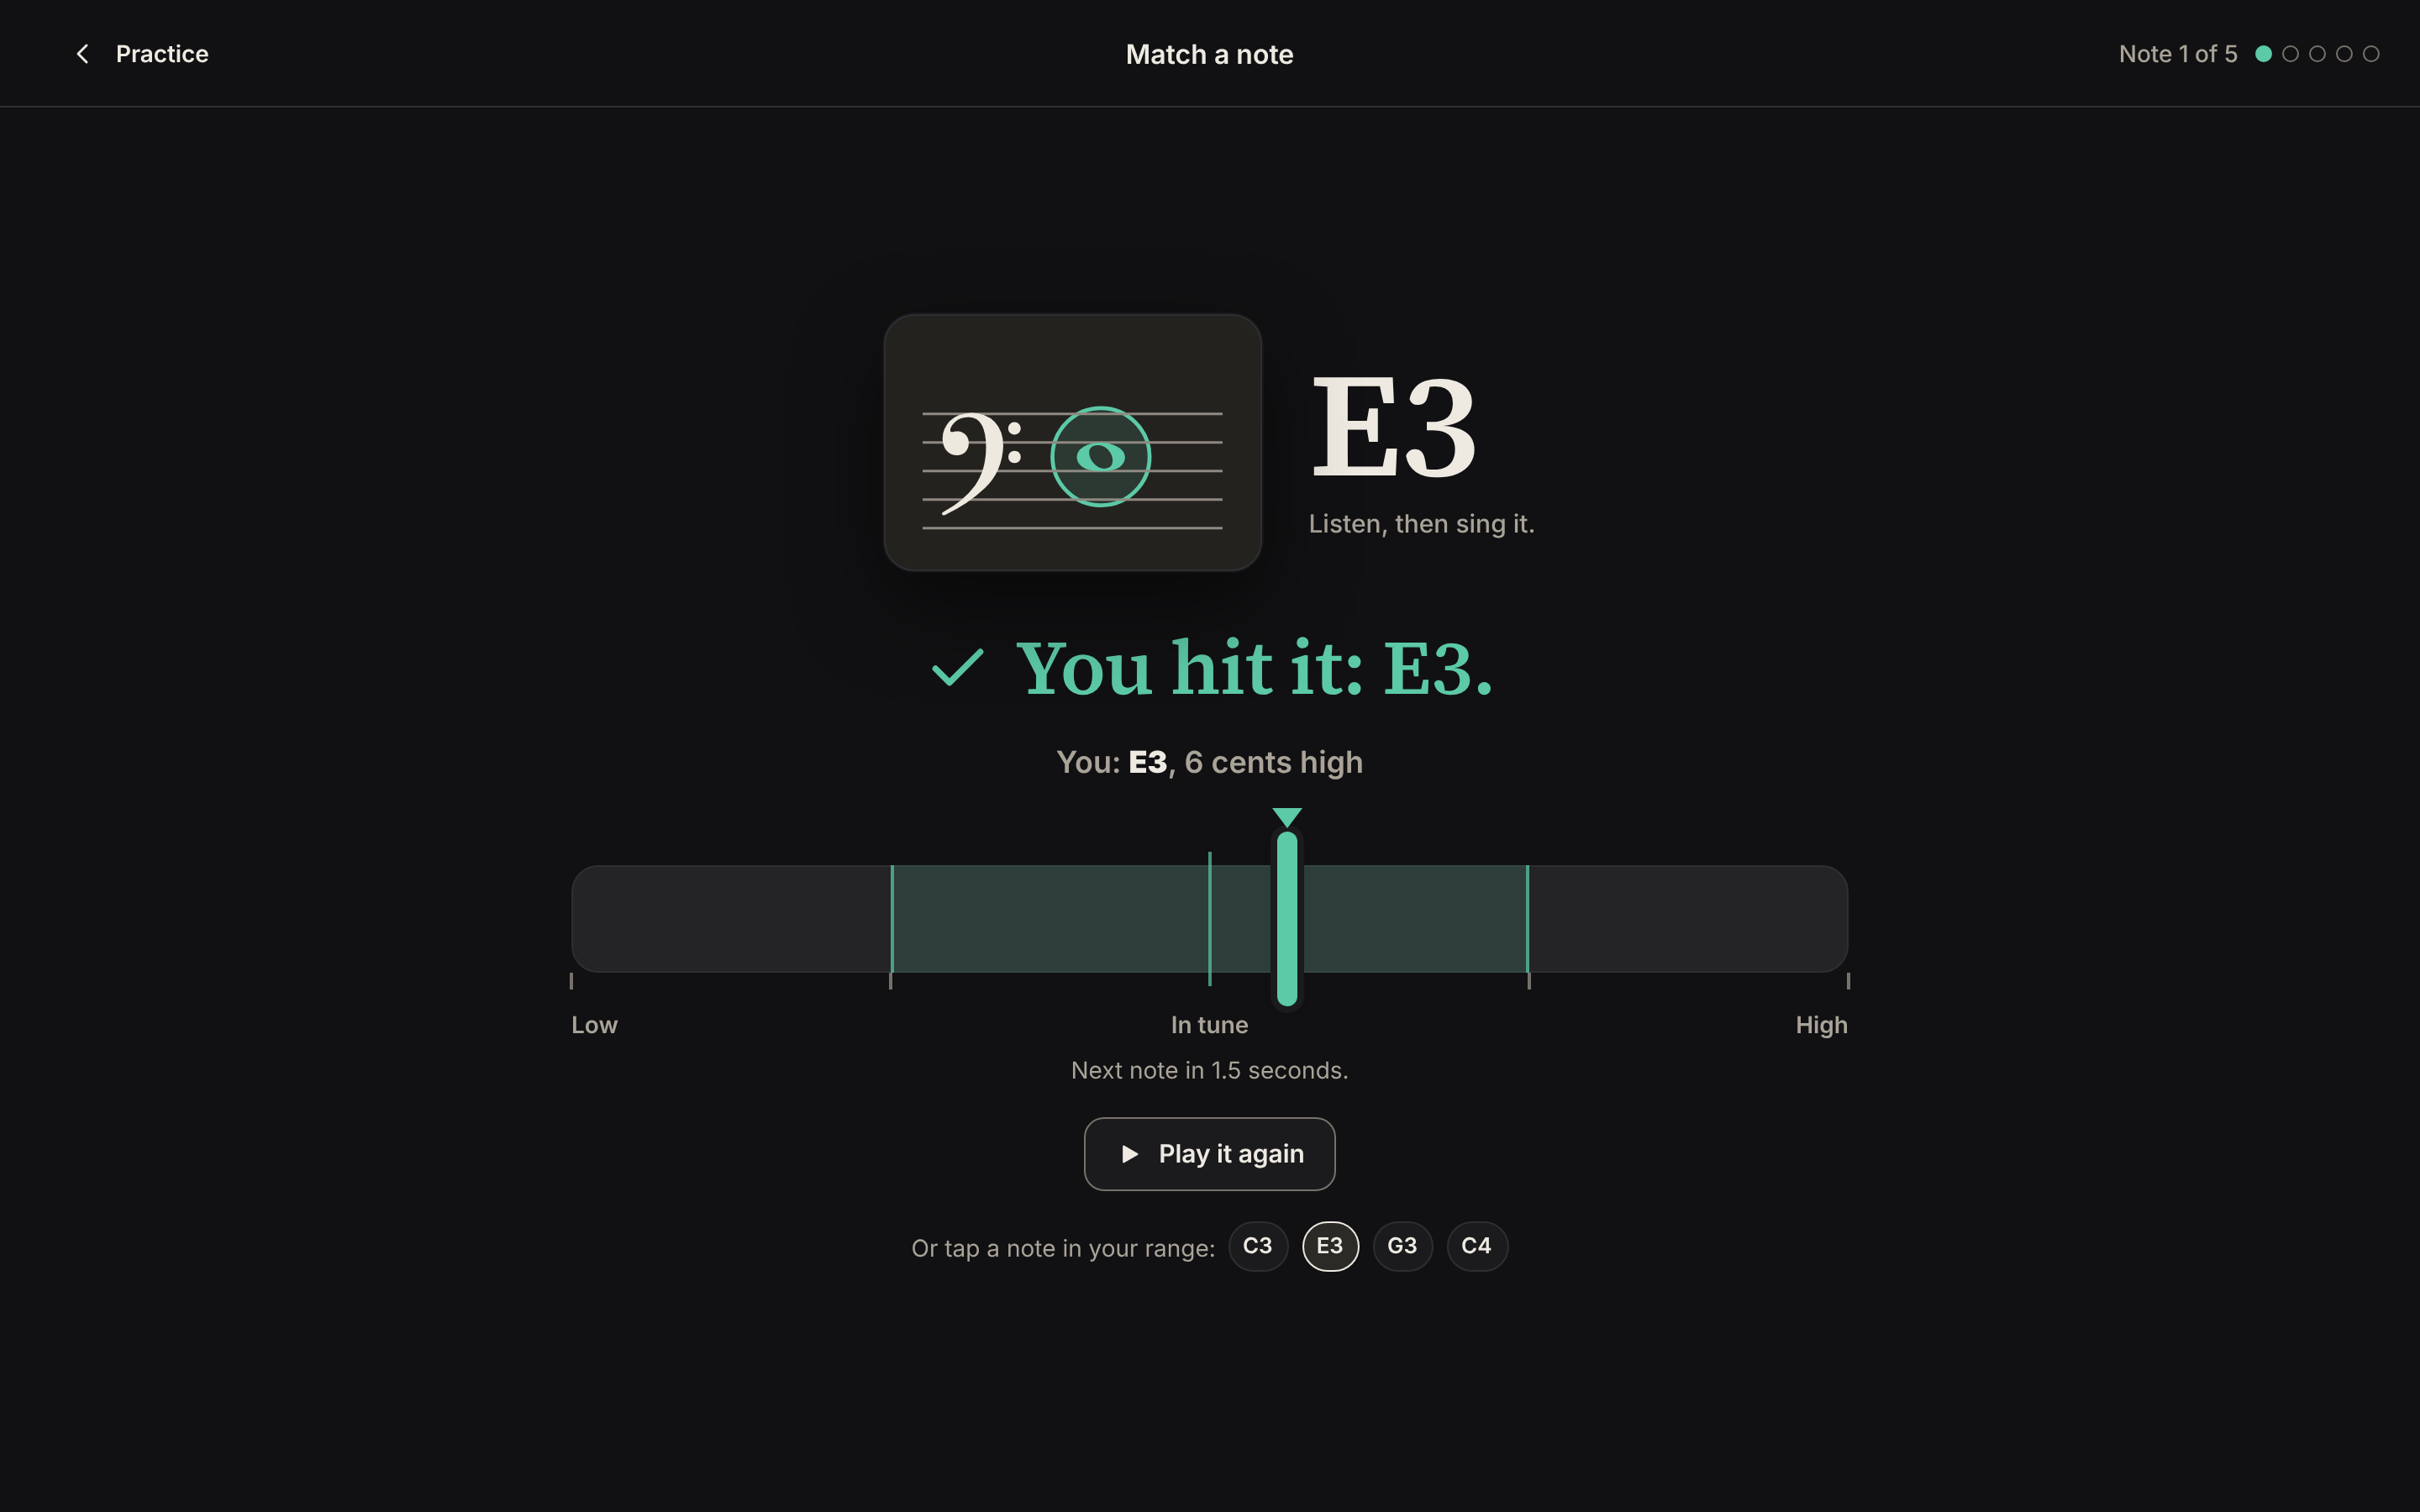 Practice
Match a note
Note 1 of 5
E3
Listen, then sing it.
You hit it: E3.
You: E3, 6 cents high
Low In tune High
Next note in 1.5 seconds.
Play it again
Or tap a note in your range: C3 E3 G3 C4